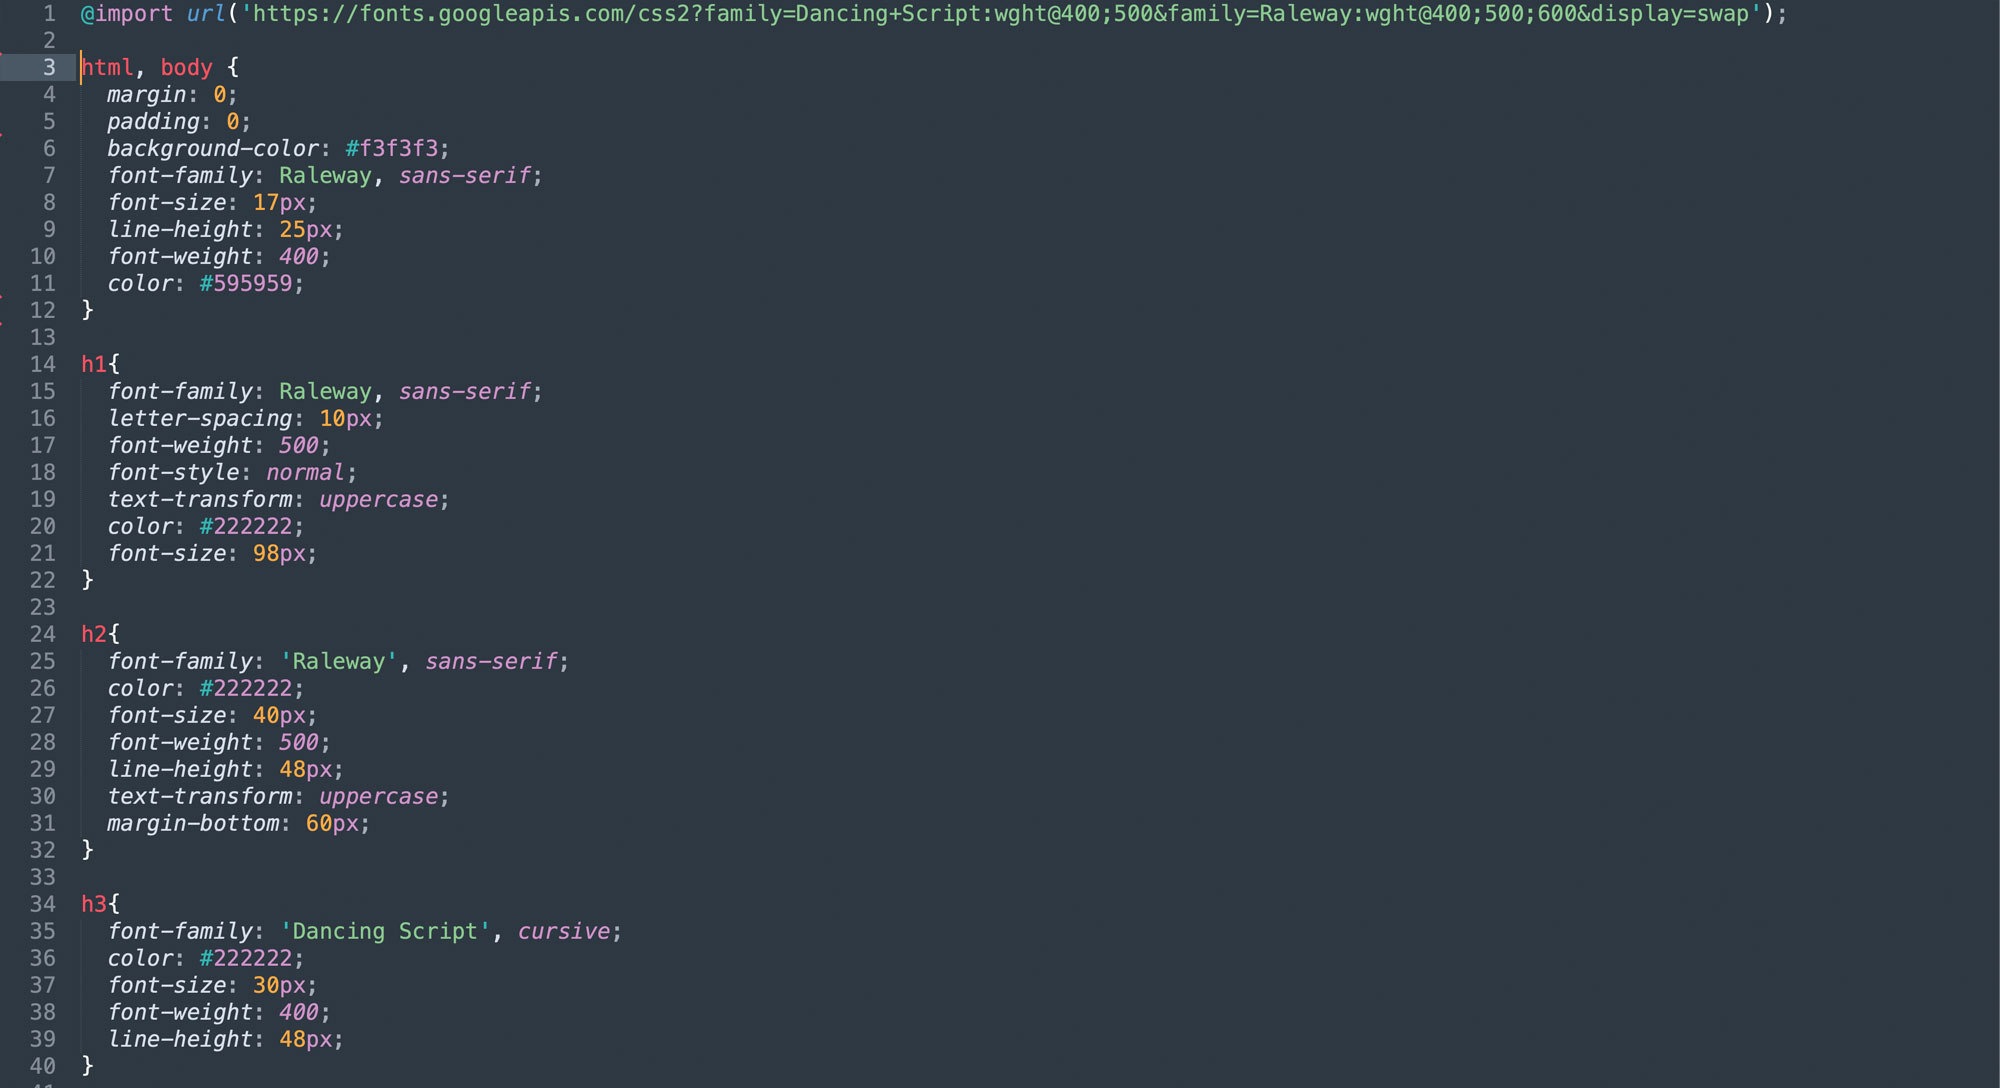 1 @import url('https://fonts.googleapis.com/css2?family=Dancing+Script:wght@400;500&family=Raleway:wght@400;500;600&display=swap');
2
3 html, body {
4   margin: 0;
5   padding: 0;
6   background-color: #f3f3f3;
7   font-family: Raleway, sans-serif;
8   font-size: 17px;
9   line-height: 25px;
10   font-weight: 400;
11   color: #595959;
12 }
13
14 h1{
15   font-family: Raleway, sans-serif;
16   letter-spacing: 10px;
17   font-weight: 500;
18   font-style: normal;
19   text-transform: uppercase;
20   color: #222222;
21   font-size: 98px;
22 }
23
24 h2{
25   font-family: 'Raleway', sans-serif;
26   color: #222222;
27   font-size: 40px;
28   font-weight: 500;
29   line-height: 48px;
30   text-transform: uppercase;
31   margin-bottom: 60px;
32 }
33
34 h3{
35   font-family: 'Dancing Script', cursive;
36   color: #222222;
37   font-size: 30px;
38   font-weight: 400;
39   line-height: 48px;
40 }